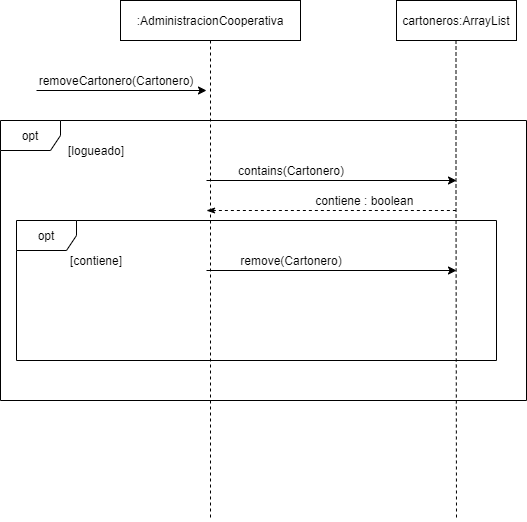 :AdministracionCooperativa
cartoneros:ArrayList
removeCartonero(Cartonero)
opt
[logueado]
contains(Cartonero)
contiene : boolean
opt
[contiene]
remove(Cartonero)